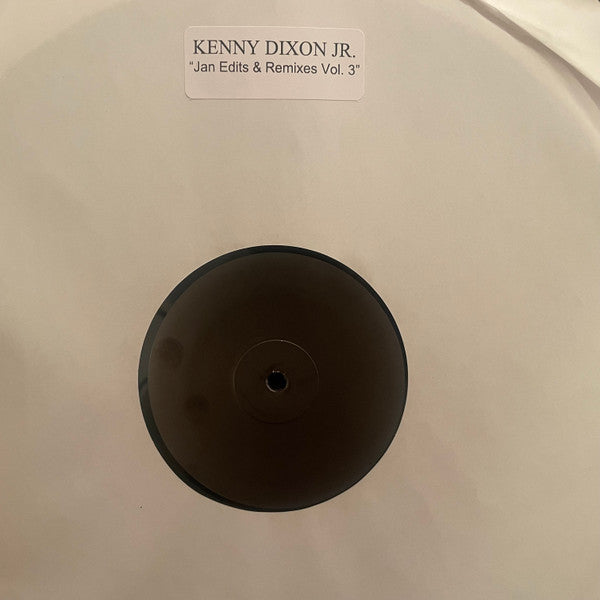 KENNY DIXON JR.
"Jan Edits & Remixes Vol. 3"